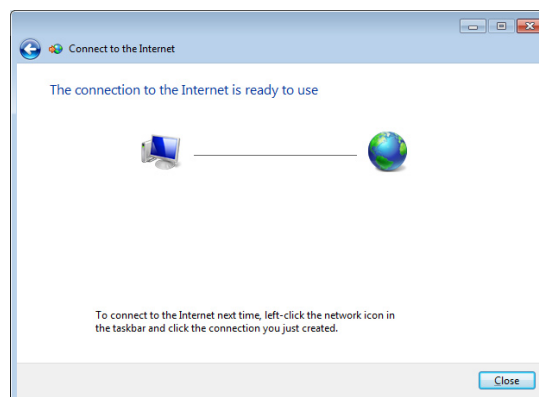 Connect to the Internet
The connection to the Internet is ready to use
To connect to the Internet next time, left-click the network icon in
the taskbar and click the connection you just created.
Close